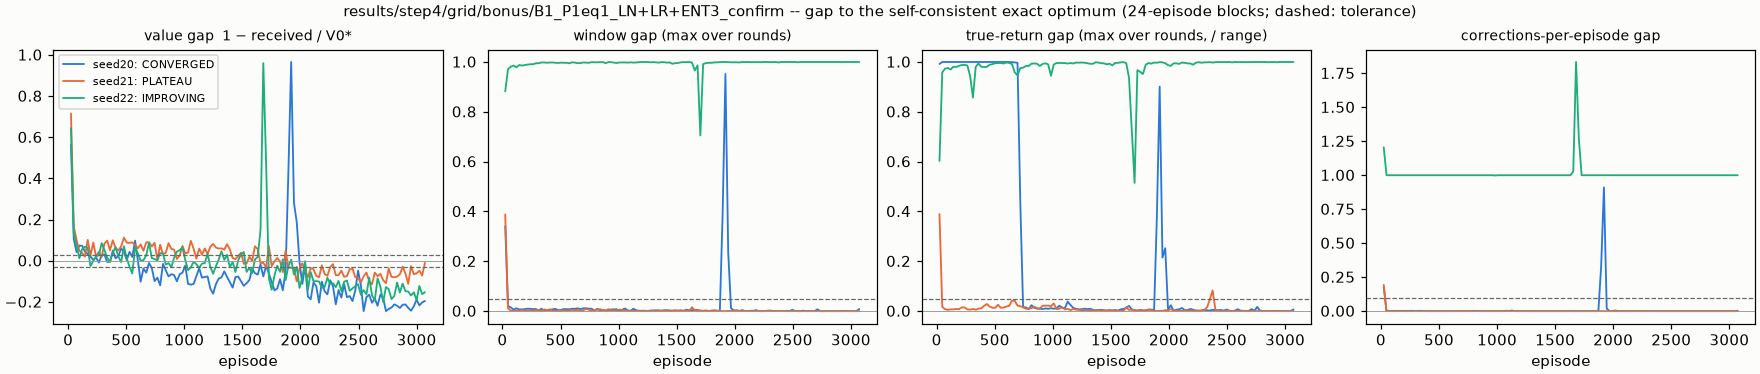 results/step4/grid/bonus/B1_P1eq1_LN+LR+ENT3_confirm -- gap to the self-consistent exact optimum (24-episode blocks; dashed: tolerance)
value gap 1 − received / V0*
1.0
0.8
0.6
0.4
0.2
0.0
−0.2
seed20: CONVERGED
seed21: PLATEAU
seed22: IMPROVING
0 500 1000 1500 2000 2500 3000
episode
window gap (max over rounds)
1.0
0.8
0.6
0.4
0.2
0.0
0 500 1000 1500 2000 2500 3000
episode
true-return gap (max over rounds, / range)
1.0
0.8
0.6
0.4
0.2
0.0
0 500 1000 1500 2000 2500 3000
episode
corrections-per-episode gap
1.75
1.50
1.25
1.00
0.75
0.50
0.25
0.00
0 500 1000 1500 2000 2500 3000
episode